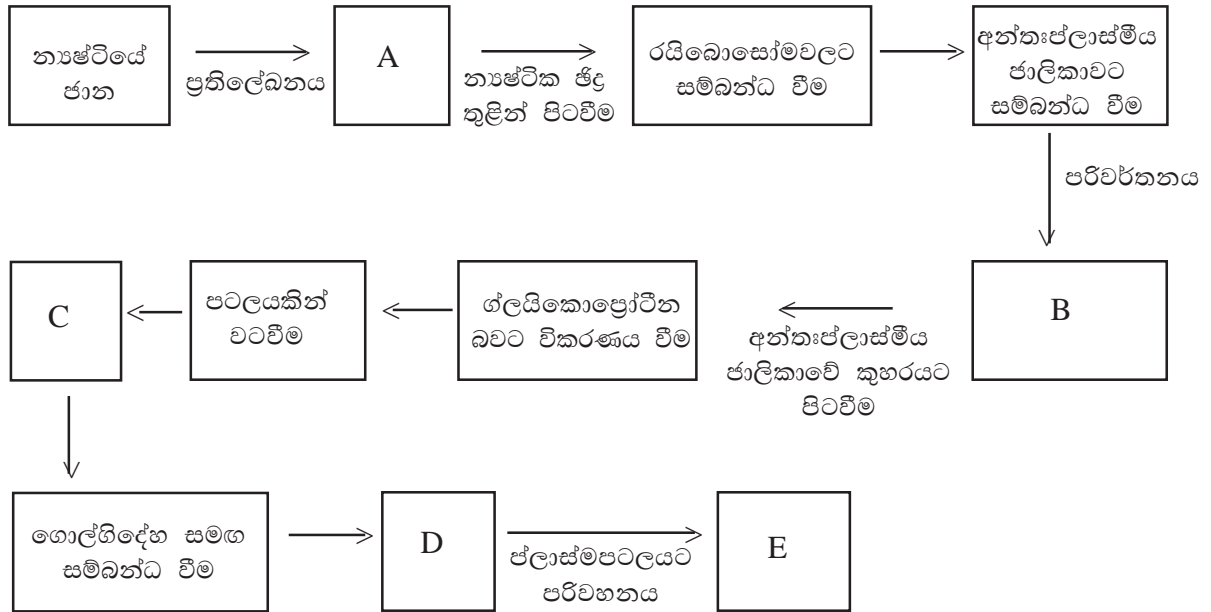 න්‍යෂ්ටියේ
ජාන
ප්‍රතිලේඛනය
A
න්‍යෂ්ටික ඡිද්‍ර
තුළින් පිටවීම
රයිබොසෝමවලට
සම්බන්ධ වීම
අන්තඃප්ලාස්මීය
ජාලිකාවට
සම්බන්ධ වීම
පරිවර්තනය
B
අන්තඃප්ලාස්මීය
ජාලිකාවේ කුහරයට
පිටවීම
ග්ලයිකොප්‍රෝටීන
බවට විකරණය වීම
පටලයකින්
වටවීම
C
ගොල්ගිදේහ සමඟ
සම්බන්ධ වීම
D
ප්ලාස්මපටලයට
පරිවහනය
E